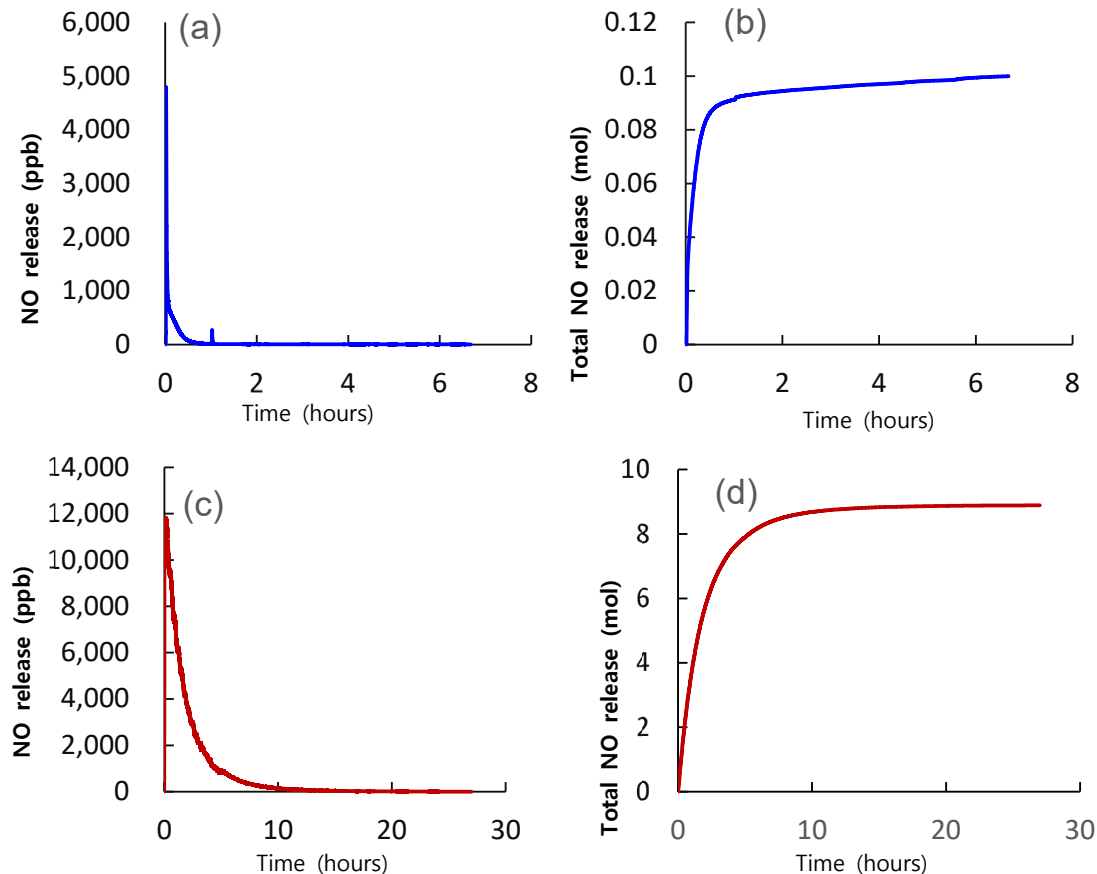 (a)
NO release (ppb)
6,000
5,000
4,000
3,000
2,000
1,000
0
0 2 4 6 8
Time (hours)
(b)
Total NO release (mol)
0.12
0.1
0.08
0.06
0.04
0.02
0
0 2 4 6 8
Time (hours)
(c)
NO release (ppb)
14,000
12,000
10,000
8,000
6,000
4,000
2,000
0
0 10 20 30
Time (hours)
(d)
Total NO release (mol)
10
8
6
4
2
0
0 10 20 30
Time (hours)